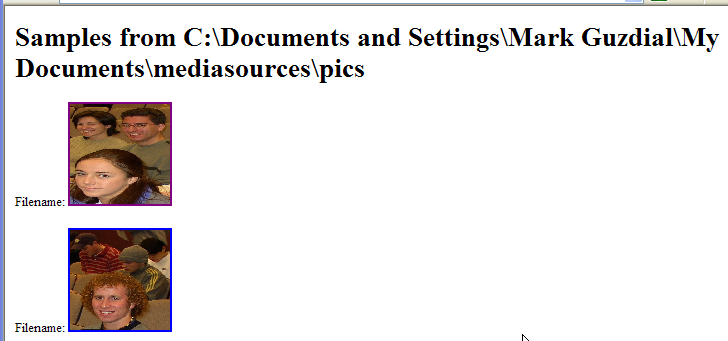 Samples from C:\Documents and Settings\Mark Guzdial\My
Documents\mediasources\pics
Filename:
Filename: